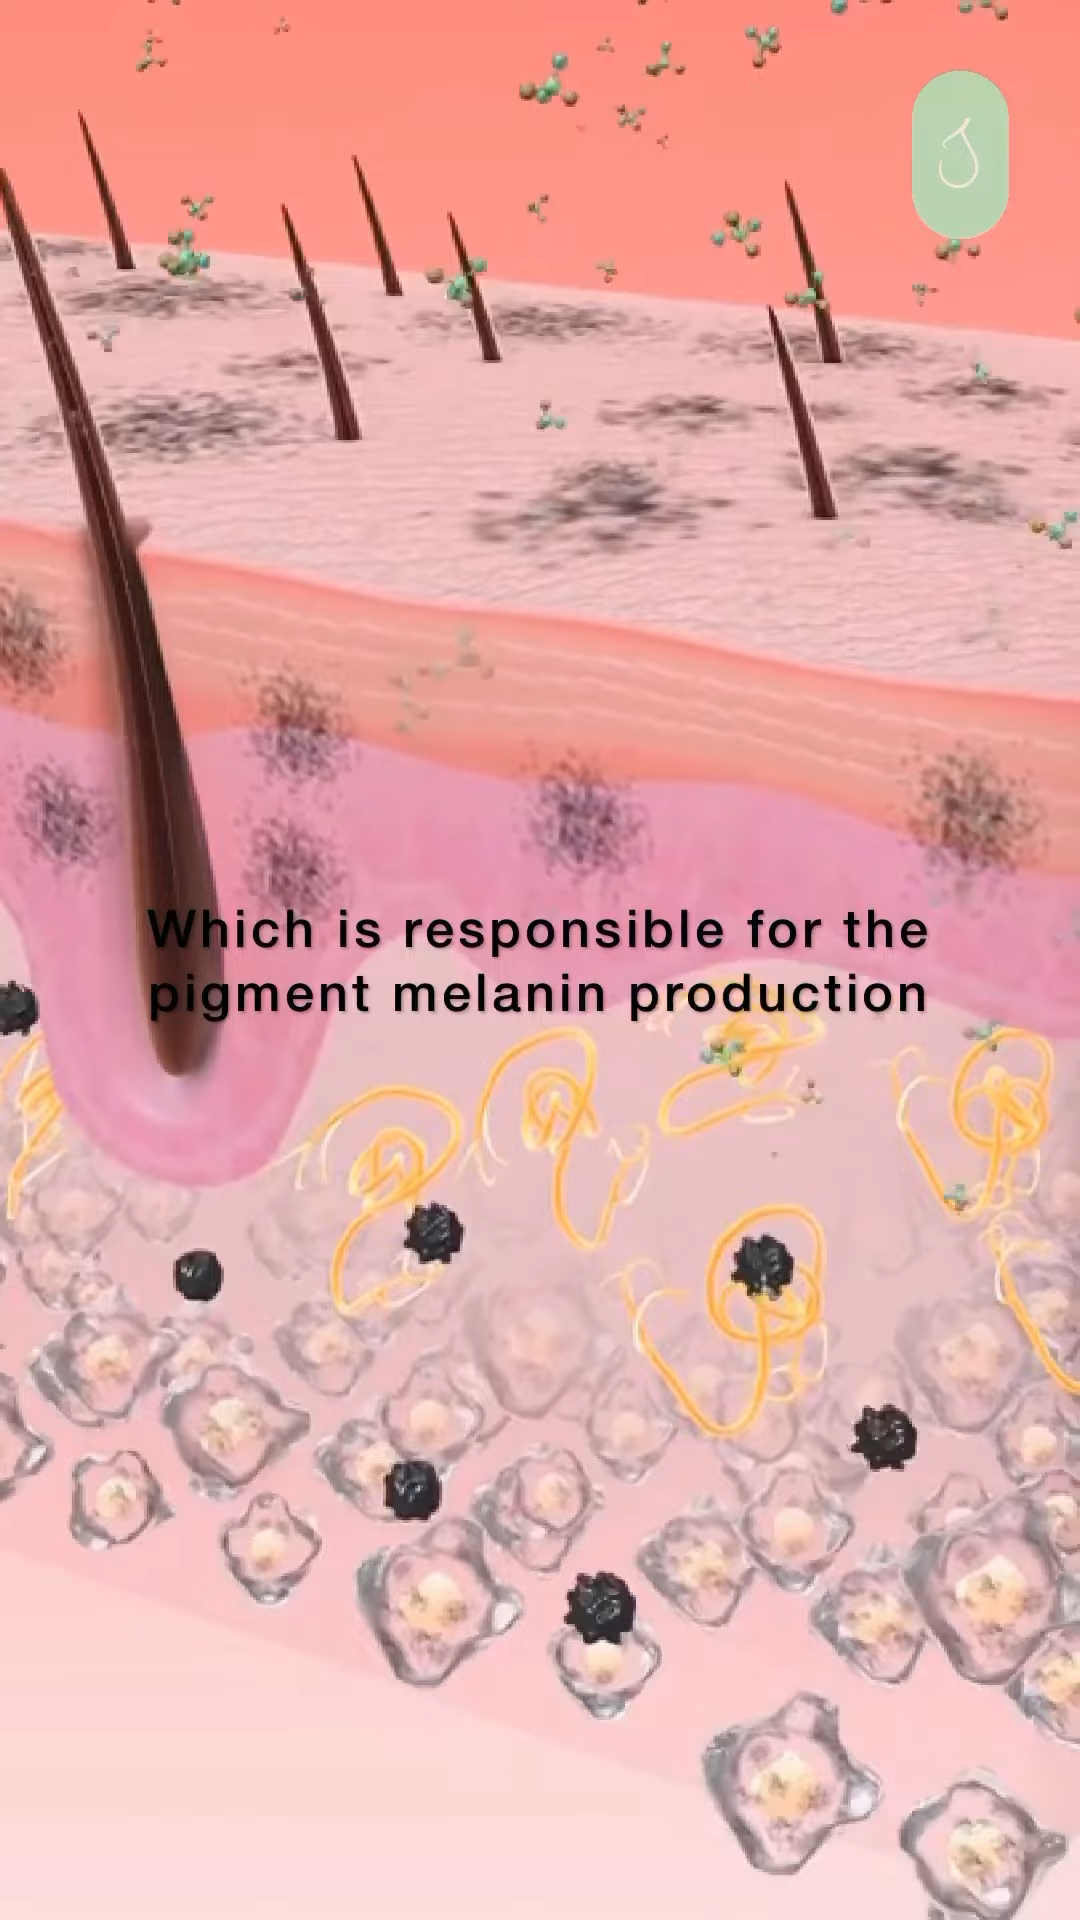 Which is responsible for the
pigment melanin production